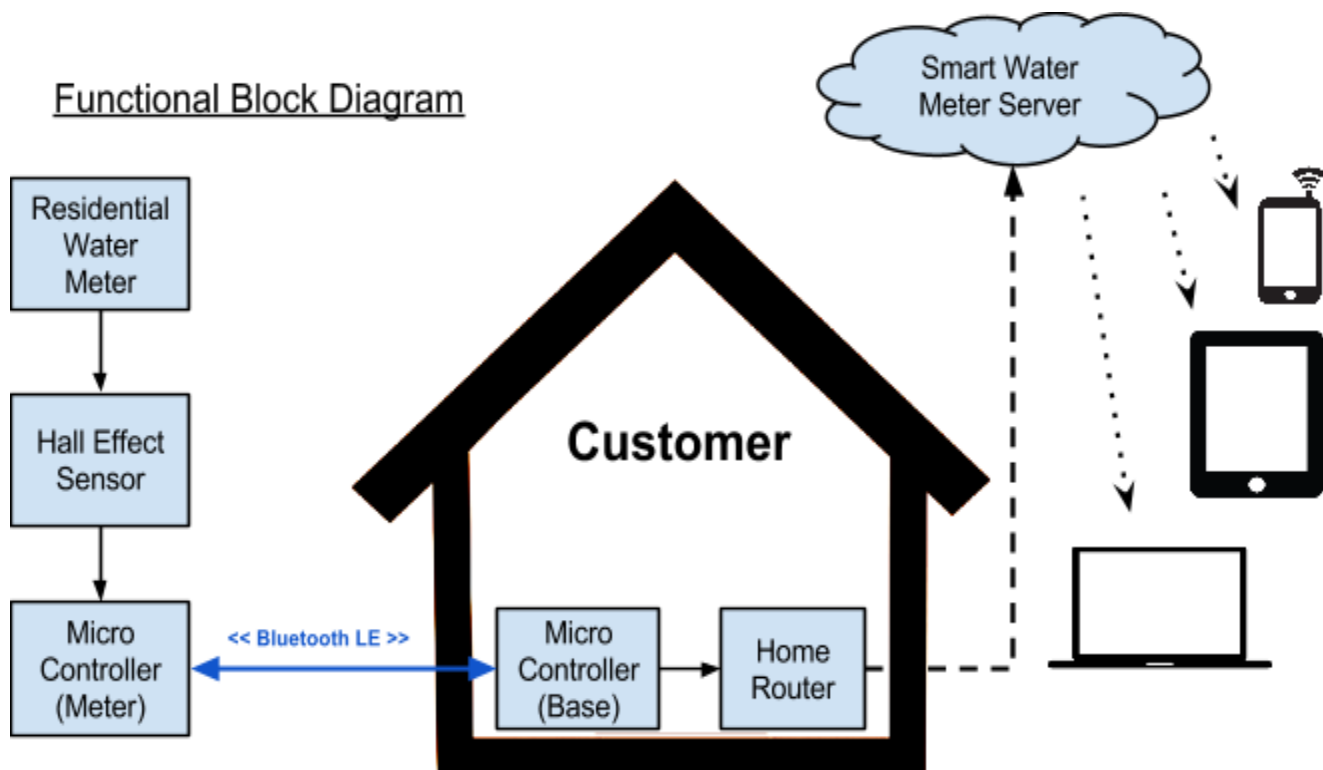 Functional Block Diagram
Smart Water
Meter Server
Residential
Water
Meter
Hall Effect
Sensor
Customer
Micro
Controller
(Meter)
<< Bluetooth LE >>
Micro
Controller
(Base)
Home
Router